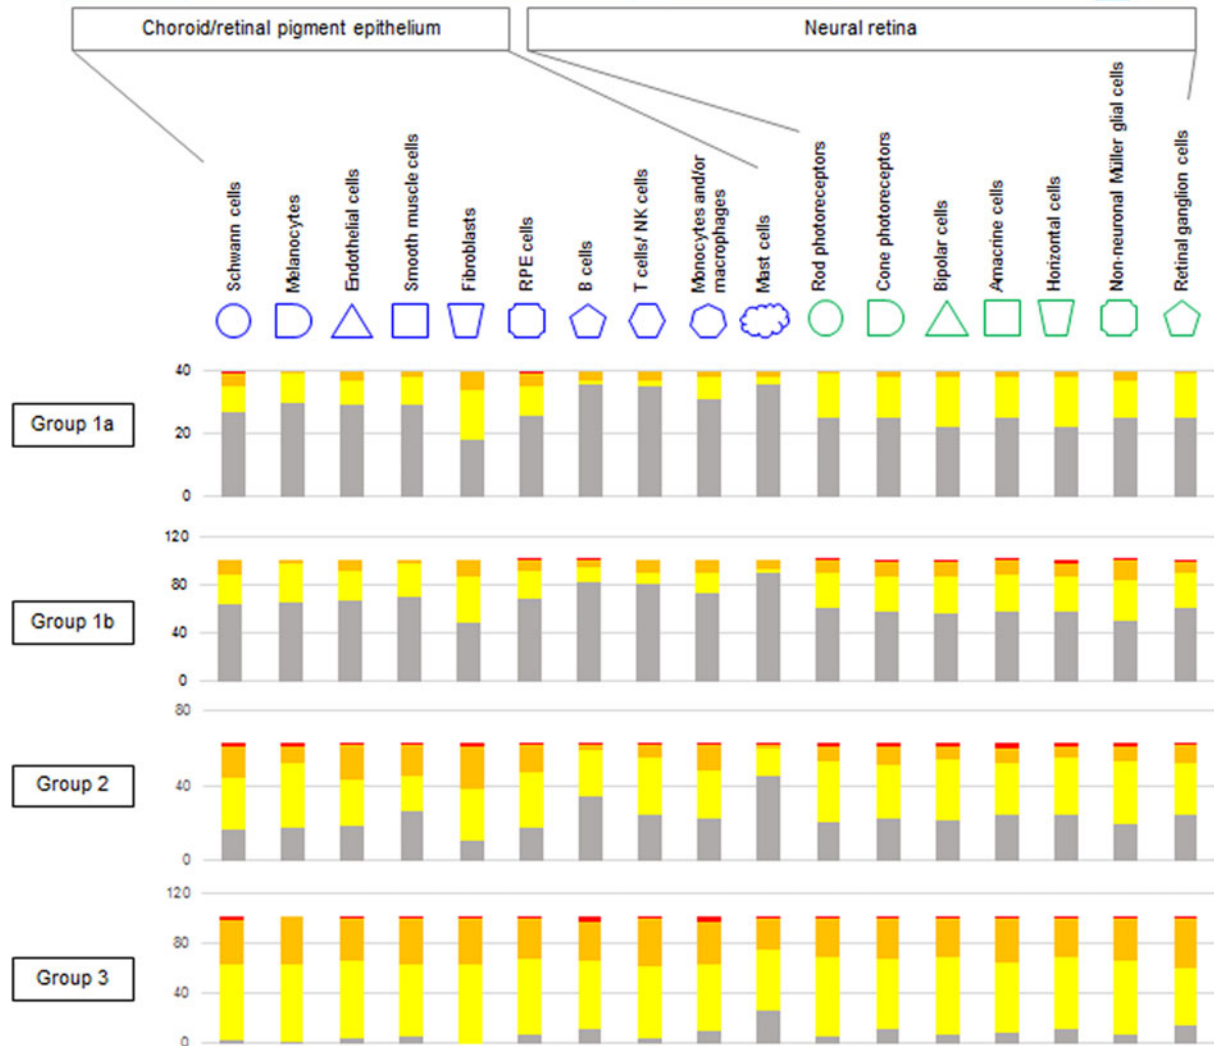 Choroid/retinal pigment epithelium
Neural retina
Schwann cells
Melanocytes
Endothelial cells
Smooth muscle cells
Fibroblasts
RPE cells
B cells
T cells/ NK cells
Monocytes and/or
macrophages
Mast cells
Rod photoreceptors
Cone photoreceptors
Bipolar cells
Amacrine cells
Horizontal cells
Non-neuronal Müller glial cells
Retinal ganglion cells
Group 1a
40
20
0
Group 1b
120
80
40
0
Group 2
80
40
0
Group 3
120
80
40
0